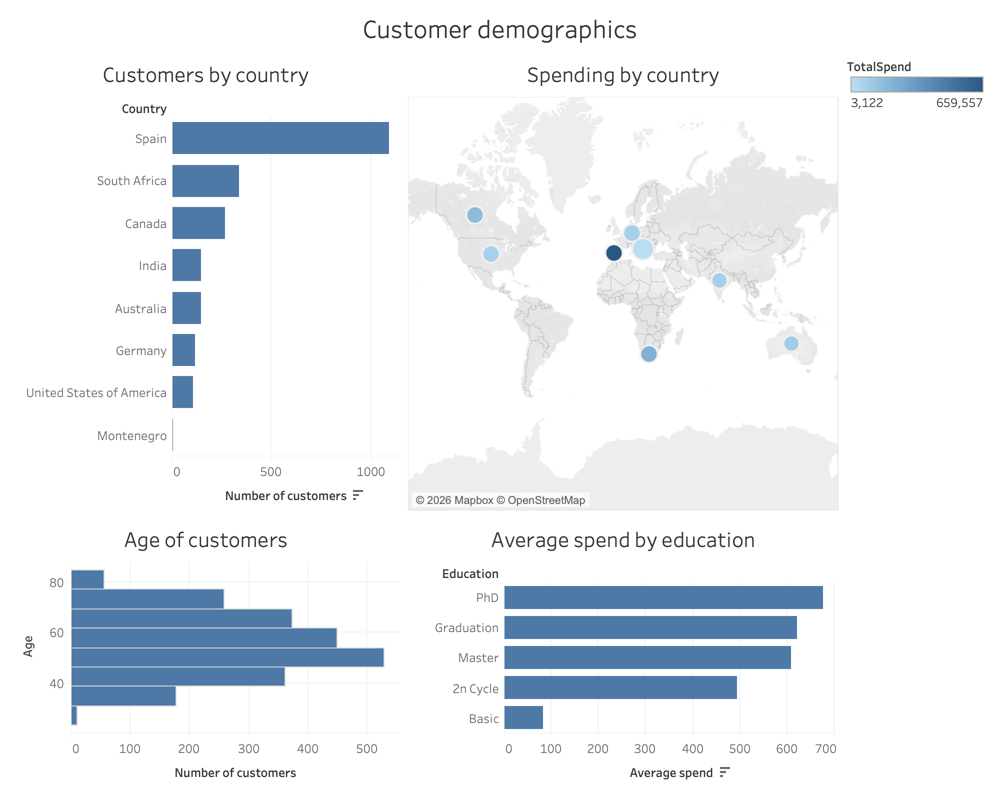 Customer demographics
Customers by country
Country
Spain
South Africa
Canada
India
Australia
Germany
United States of America
Montenegro
0 500 1000
Number of customers
Spending by country
© 2026 Mapbox © OpenStreetMap
TotalSpend
3,122 659,557
Age of customers
Age
80
60
40
0 100 200 300 400 500
Number of customers
Average spend by education
Education
PhD
Graduation
Master
2n Cycle
Basic
0 100 200 300 400 500 600 700
Average spend